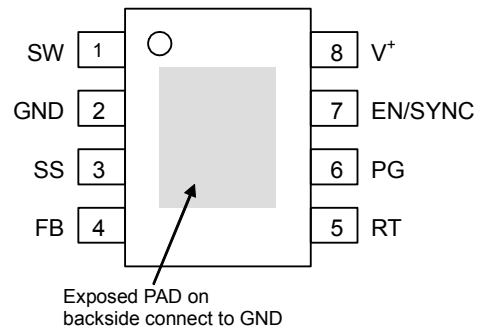 SW 1 8 V⁺
GND 2 7 EN/SYNC
SS 3 6 PG
FB 4 5 RT
Exposed PAD on
backside connect to GND